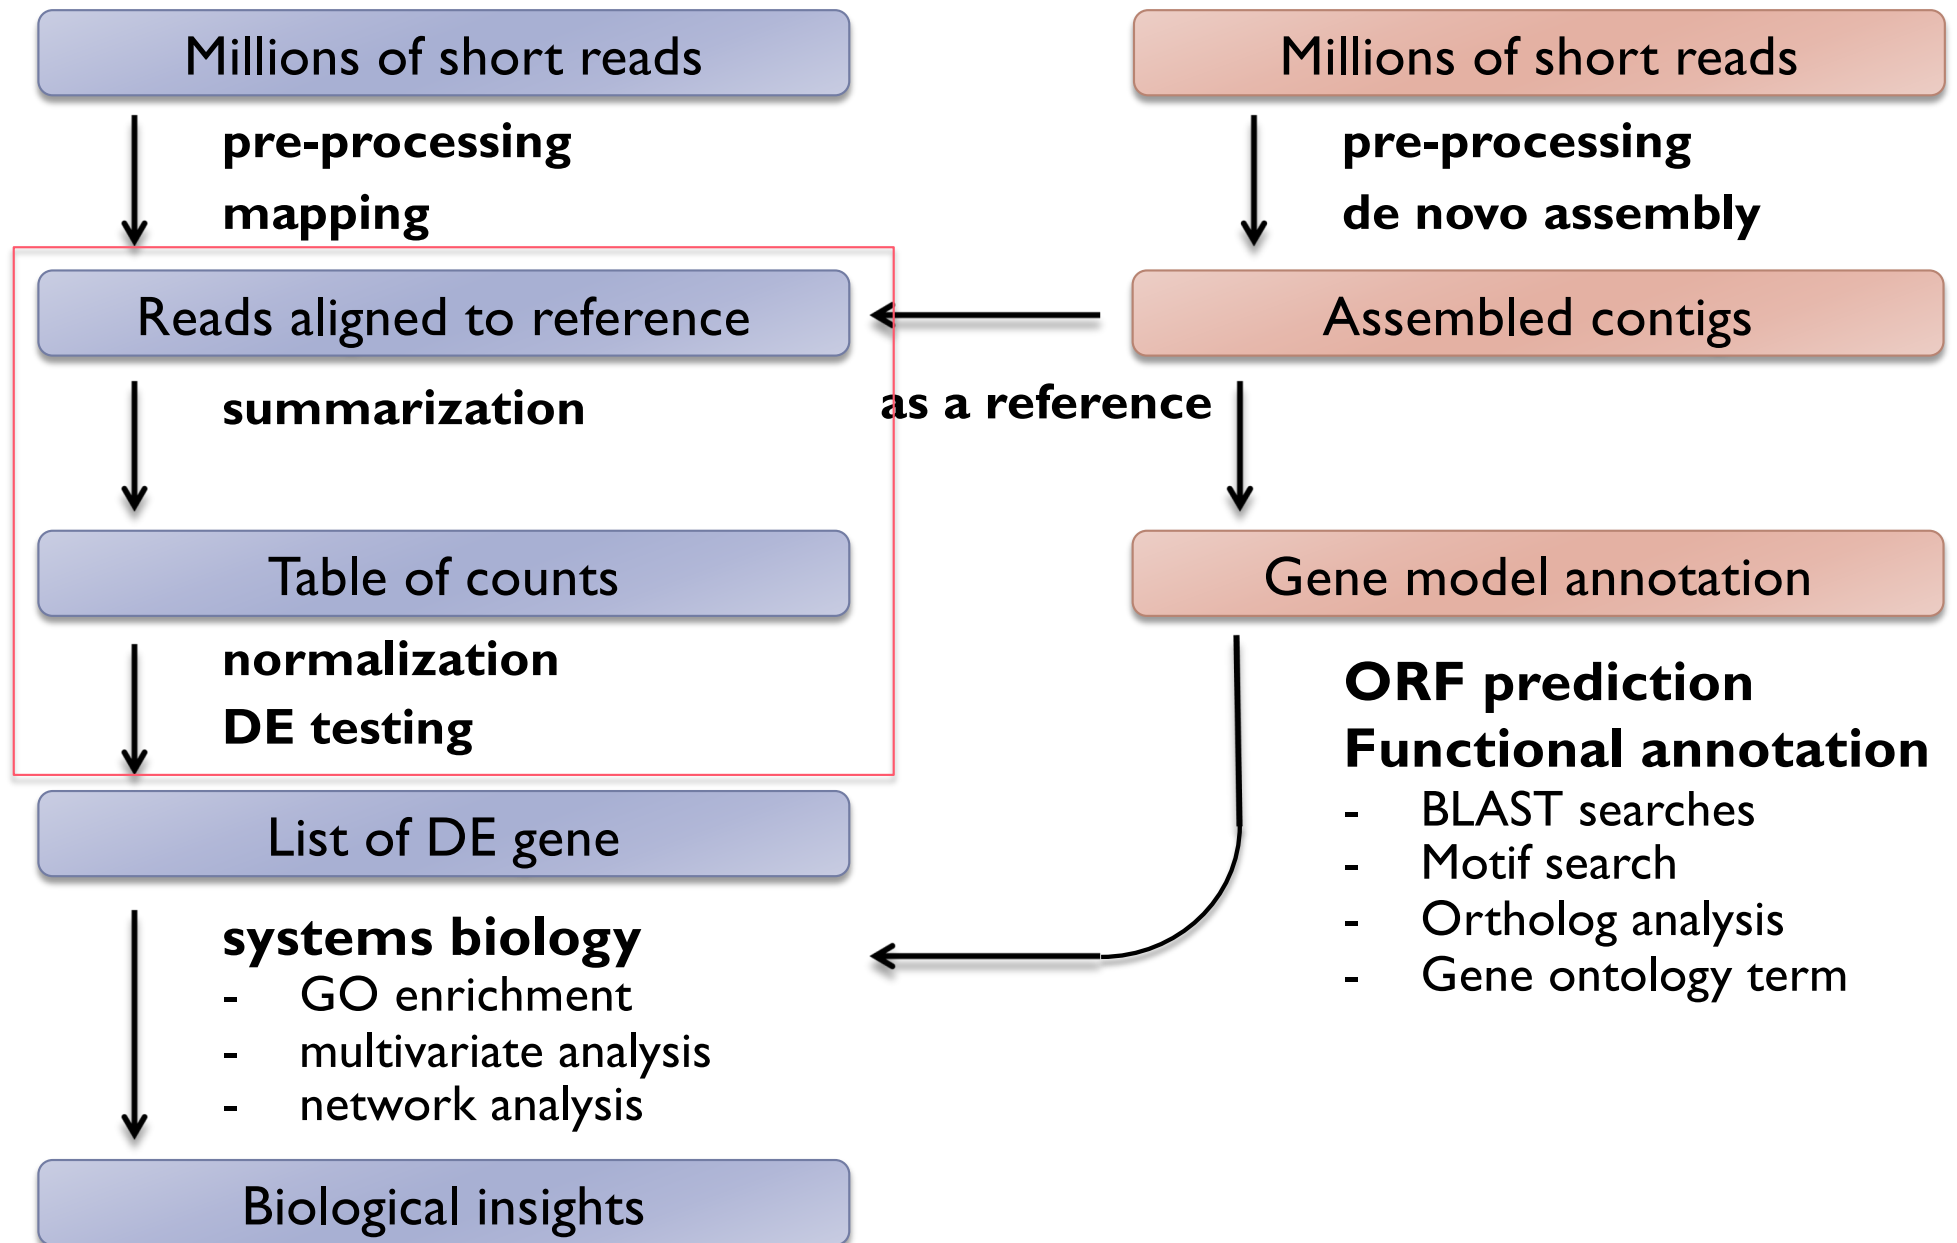 Millions of short reads
pre-processing
mapping
Reads aligned to reference
summarization
Table of counts
normalization
DE testing
List of DE gene
systems biology
- GO enrichment
- multivariate analysis
- network analysis
Biological insights
Millions of short reads
pre-processing
de novo assembly
Assembled contigs
as a reference
Gene model annotation
ORF prediction
Functional annotation
- BLAST searches
- Motif search
- Ortholog analysis
- Gene ontology term